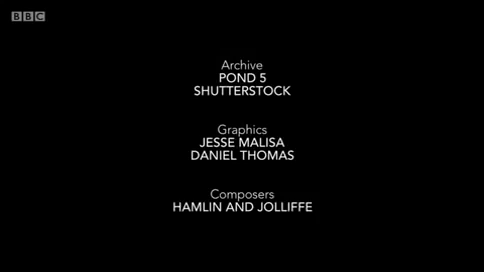 BBC
Archive
POND 5
SHUTTERSTOCK
Graphics
JESSE MALISA
DANIEL THOMAS
Composers
HAMLIN AND JOLLIFFE